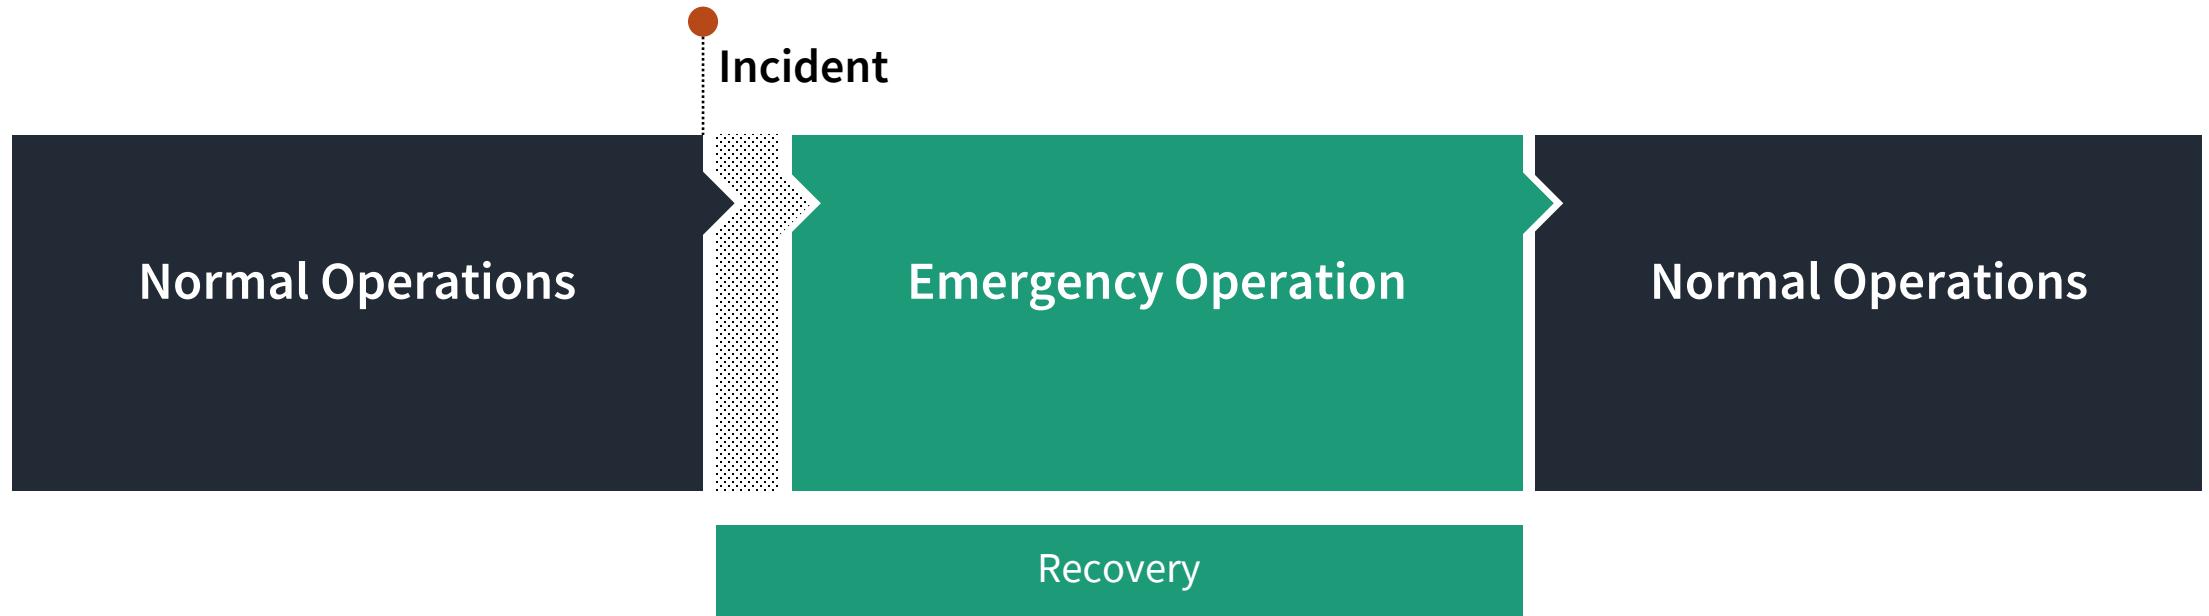 Incident
Normal Operations
Emergency Operation
Normal Operations
Recovery